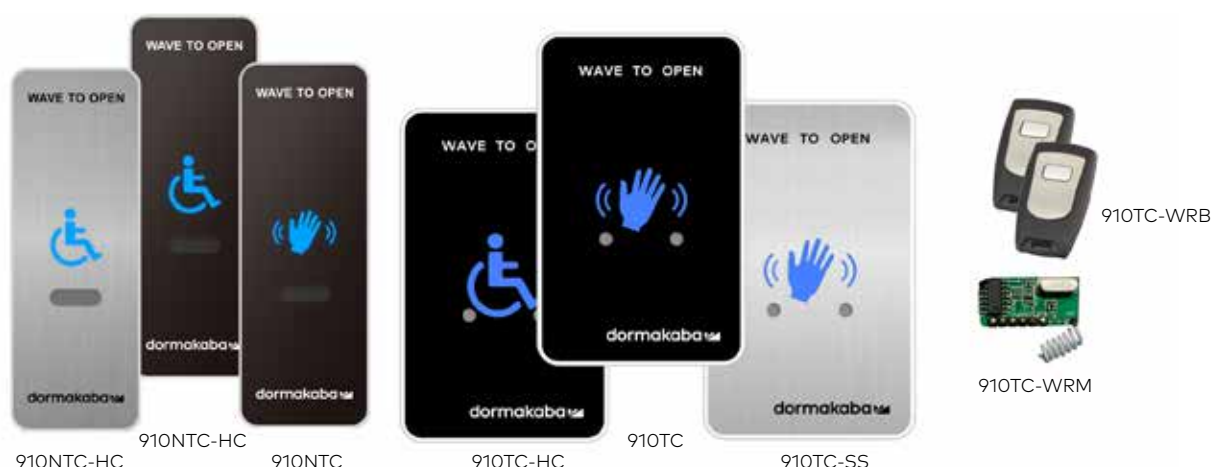 WAVE TO OPEN
dormakaba
910NTC-HC
WAVE TO OPEN
dormakaba
910NTC-HC
WAVE TO OPEN
dormakaba
910NTC
WAVE TO O
dormakaba
910TC-HC
WAVE TO OPEN
dormakaba
910TC
WAVE TO OPEN
dormakaba
910TC-SS
910TC-WRB
910TC-WRM